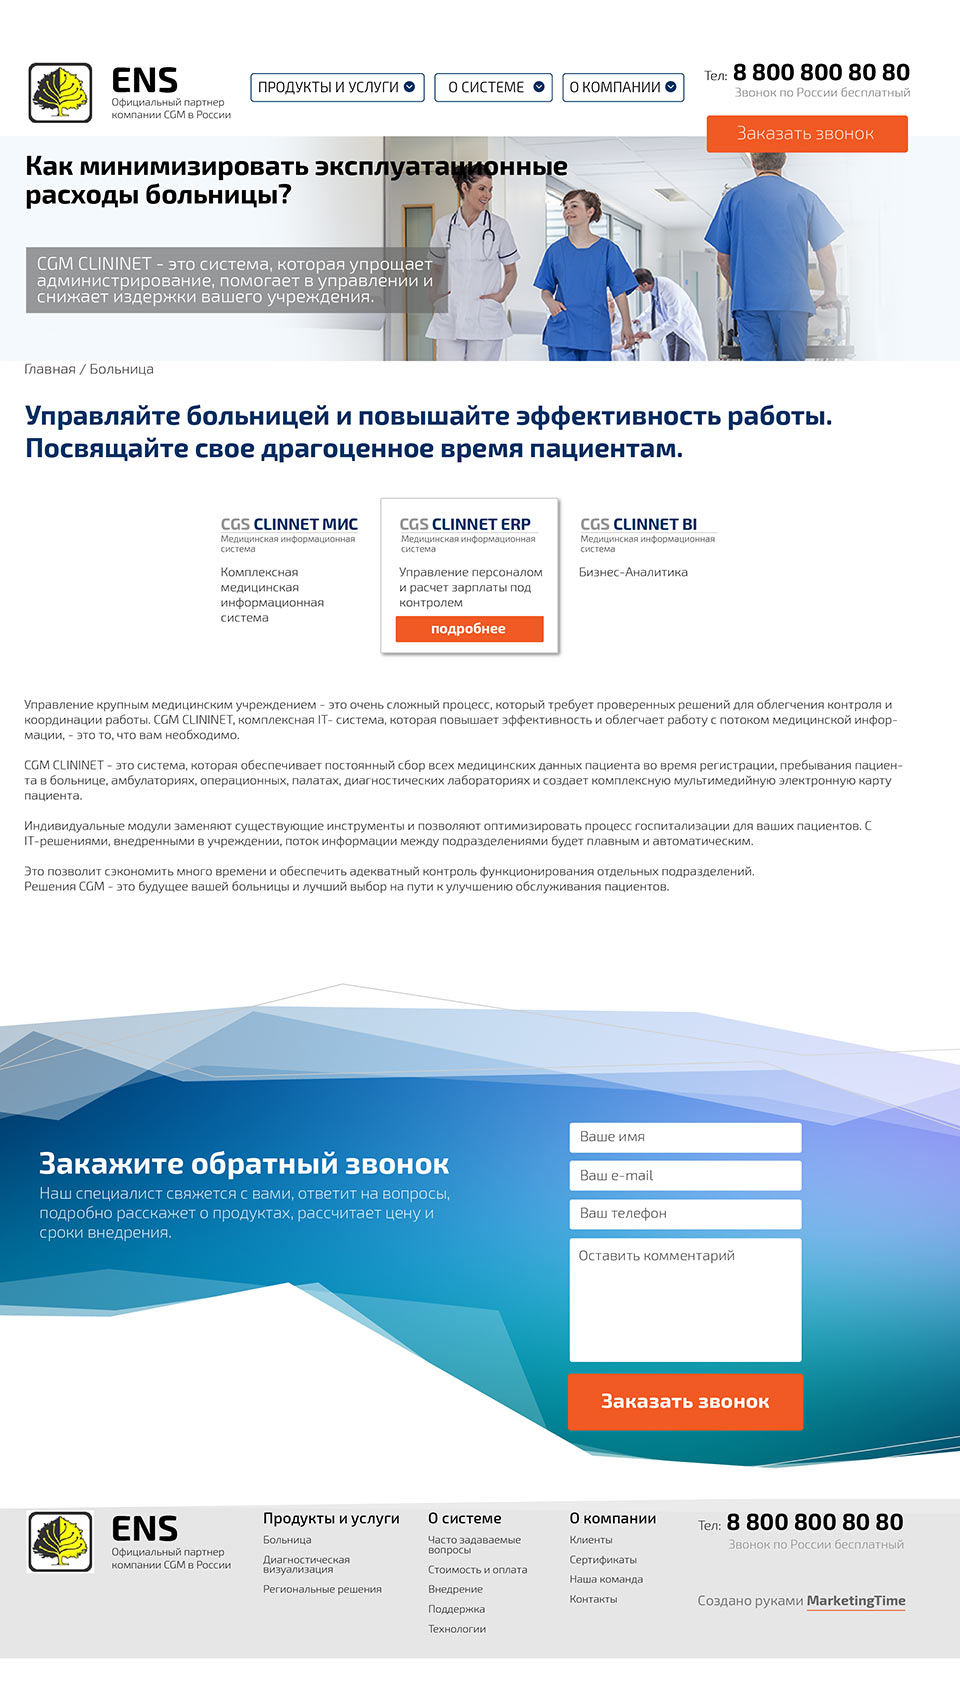 ENS
Официальный партнер
компании CGM в России
ПРОДУКТЫ И УСЛУГИ
О СИСТЕМЕ
О КОМПАНИИ
Тел: 8 800 800 80 80
Звонок по России бесплатный
Заказать звонок
Как минимизировать эксплуатационные
расходы больницы?
CGM CLININET - это система, которая упрощает
администрирование, помогает в управлении и
снижает издержки вашего учреждения.
Главная / Больница
Управляйте больницей и повышайте эффективность работы.
Посвящайте свое драгоценное время пациентам.
CGS CLINNET МИС
Медицинская информационная
система
Комплексная
медицинская
информационная
система
CGS CLINNET ERP
Медицинская информационная
система
Управление персоналом
и расчет зарплаты под
контролем
подробнее
CGS CLINNET BI
Медицинская информационная
система
Бизнес-Аналитика
Управление крупным медицинским учреждением - это очень сложный процесс, который требует проверенных решений для облегчения контроля и
координации работы. CGM CLININET, комплексная IT- система, которая повышает эффективность и облегчает работу с потоком медицинской инфор-
мации, - это то, что вам необходимо.
CGM CLININET - это система, которая обеспечивает постоянный сбор всех медицинских данных пациента во время регистрации, пребывания пациен-
та в больнице, амбулаториях, операционных, палатах, диагностических лабораториях и создает комплексную мультимедийную электронную карту
пациента.
Индивидуальные модули заменяют существующие инструменты и позволяют оптимизировать процесс госпитализации для ваших пациентов. С
IT-решениями, внедренными в учреждении, поток информации между подразделениями будет плавным и автоматическим.
Это позволит сэкономить много времени и обеспечить адекватный контроль функционирования отдельных подразделений.
Решения CGM - это будущее вашей больницы и лучший выбор на пути к улучшению обслуживания пациентов.
Закажите обратный звонок
Наш специалист свяжется с вами, ответит на вопросы,
подробно расскажет о продуктах, рассчитает цену и
сроки внедрения.
Ваше имя
Ваш e-mail
Ваш телефон
Оставить комментарий
Заказать звонок
ENS
Официальный партнер
компании CGM в России
Продукты и услуги
Больница
Диагностическая
визуализация
Региональные решения
О системе
Часто задаваемые
вопросы
Стоимость и оплата
Внедрение
Поддержка
Технологии
О компании
Клиенты
Сертификаты
Наша команда
Контакты
Тел: 8 800 800 80 80
Звонок по России бесплатный
Создано руками MarketingTime